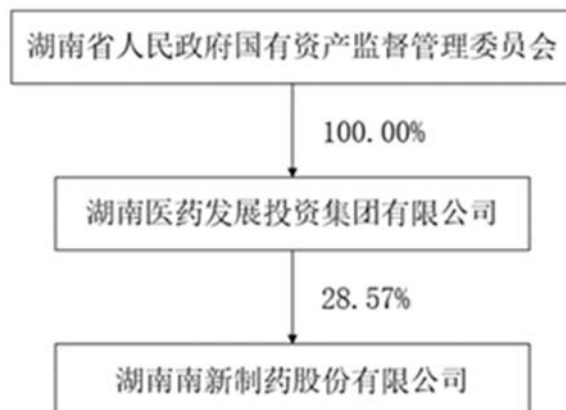 湖南省人民政府国有资产监督管理委员会
100.00%
湖南医药发展投资集团有限公司
28.57%
湖南南新制药股份有限公司